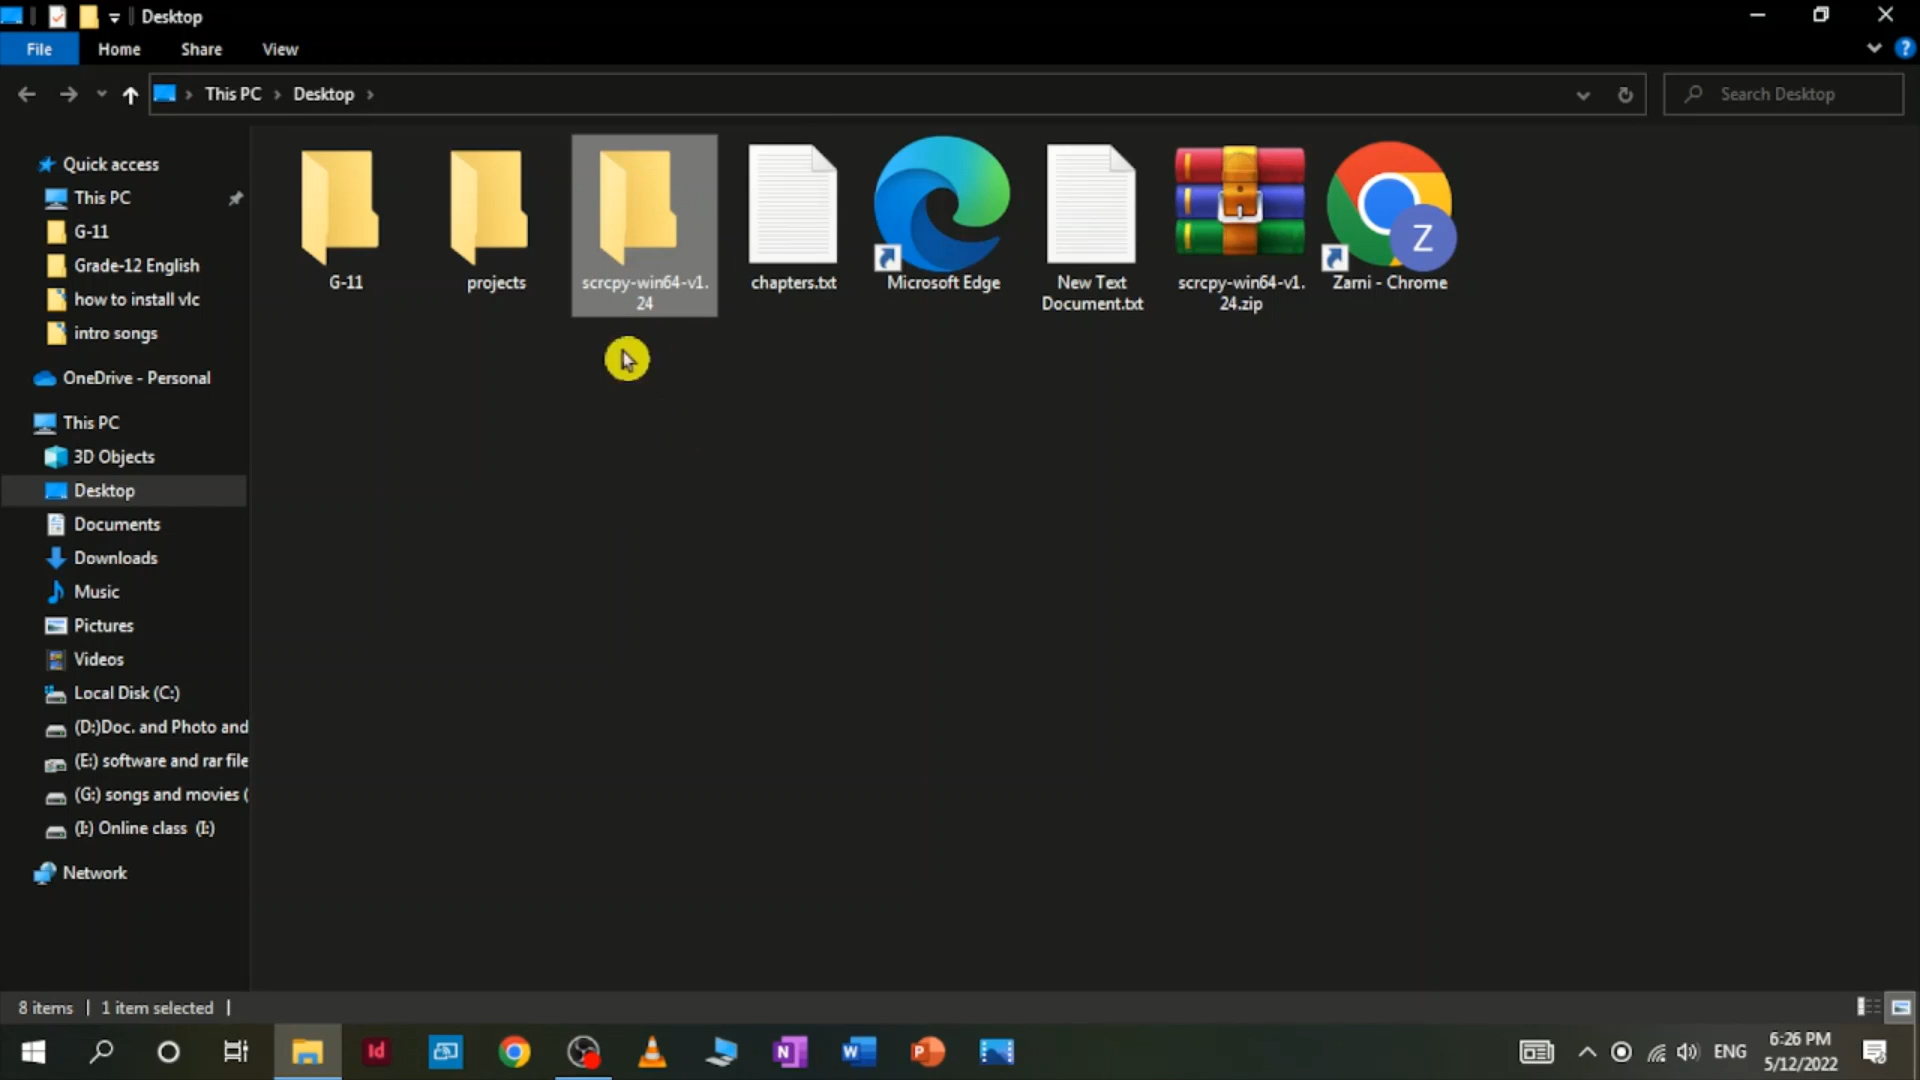 Desktop
File Home Share View
This PC Desktop
Search Desktop
Quick access
This PC
G-11
Grade-12 English
how to install vlc
intro songs
OneDrive - Personal
This PC
3D Objects
Desktop
Documents
Downloads
Music
Pictures
Videos
Local Disk (C:)
(D:)Doc. and Photo and
(E:) software and rar file
(G:) songs and movies (
(I:) Online class (I:)
Network
G-11
projects
scrcpy-win64-v1.
24
chapters.txt
Microsoft Edge
New Text
Document.txt
scrcpy-win64-v1.
24.zip
Z
Zami - Chrome
8 items 1 item selected
Id
N
W
P
ENG
6:26 PM
5/12/2022